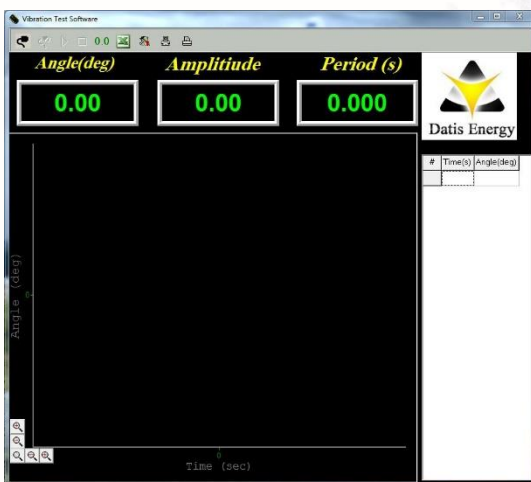 Vibration Test Software
0.0
Angle(deg) Amplitiude Period (s)
0.00 0.00 0.000
Datis Energy
# Time(s) Angle(deg)
Angle (deg)
0
0
Time (sec)